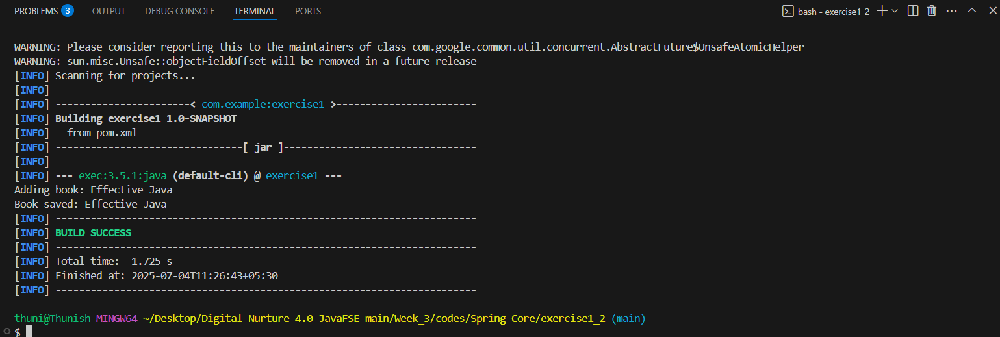 PROBLEMS 3 OUTPUT DEBUG CONSOLE TERMINAL PORTS bash - exercise1_2
WARNING: Please consider reporting this to the maintainers of class com.google.common.util.concurrent.AbstractFuture$UnsafeAtomicHelper
WARNING: sun.misc.Unsafe::objectFieldOffset will be removed in a future release
[INFO] Scanning for projects...
[INFO]
[INFO] -----------------------< com.example:exercise1 >------------------------
[INFO] Building exercise1 1.0-SNAPSHOT
[INFO]   from pom.xml
[INFO] --------------------------------[ jar ]---------------------------------
[INFO]
[INFO] --- exec:3.5.1:java (default-cli) @ exercise1 ---
Adding book: Effective Java
Book saved: Effective Java
[INFO] ------------------------------------------------------------------------
[INFO] BUILD SUCCESS
[INFO] ------------------------------------------------------------------------
[INFO] Total time:  1.725 s
[INFO] Finished at: 2025-07-04T11:26:43+05:30
[INFO] ------------------------------------------------------------------------
thuni@Thunish MINGW64 ~/Desktop/Digital-Nurture-4.0-JavaFSE-main/Week_3/codes/Spring-Core/exercise1_2 (main)
$